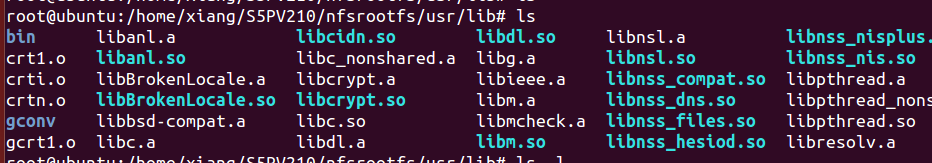 root@ubuntu:/home/xiang/S5PV210/nfsrootfs/usr/lib# ls
bin libanl.a libcidn.so libdl.so libnsl.a libnss_nisplus.
crt1.o libanl.so libc_nonshared.a libg.a libnsl.so libnss_nis.so
crti.o libBrokenLocale.a libcrypt.a libieee.a libnss_compat.so libpthread.a
crtn.o libBrokenLocale.so libcrypt.so libm.a libnss_dns.so libpthread_nons
gconv libbsd-compat.a libc.so libmcheck.a libnss_files.so libpthread.so
gcrt1.o libc.a libdl.a libm.so libnss_hesiod.so libresolv.a
root@ubuntu:/home/xiang/S5PV210/nfsrootfs/usr/lib# ls -l